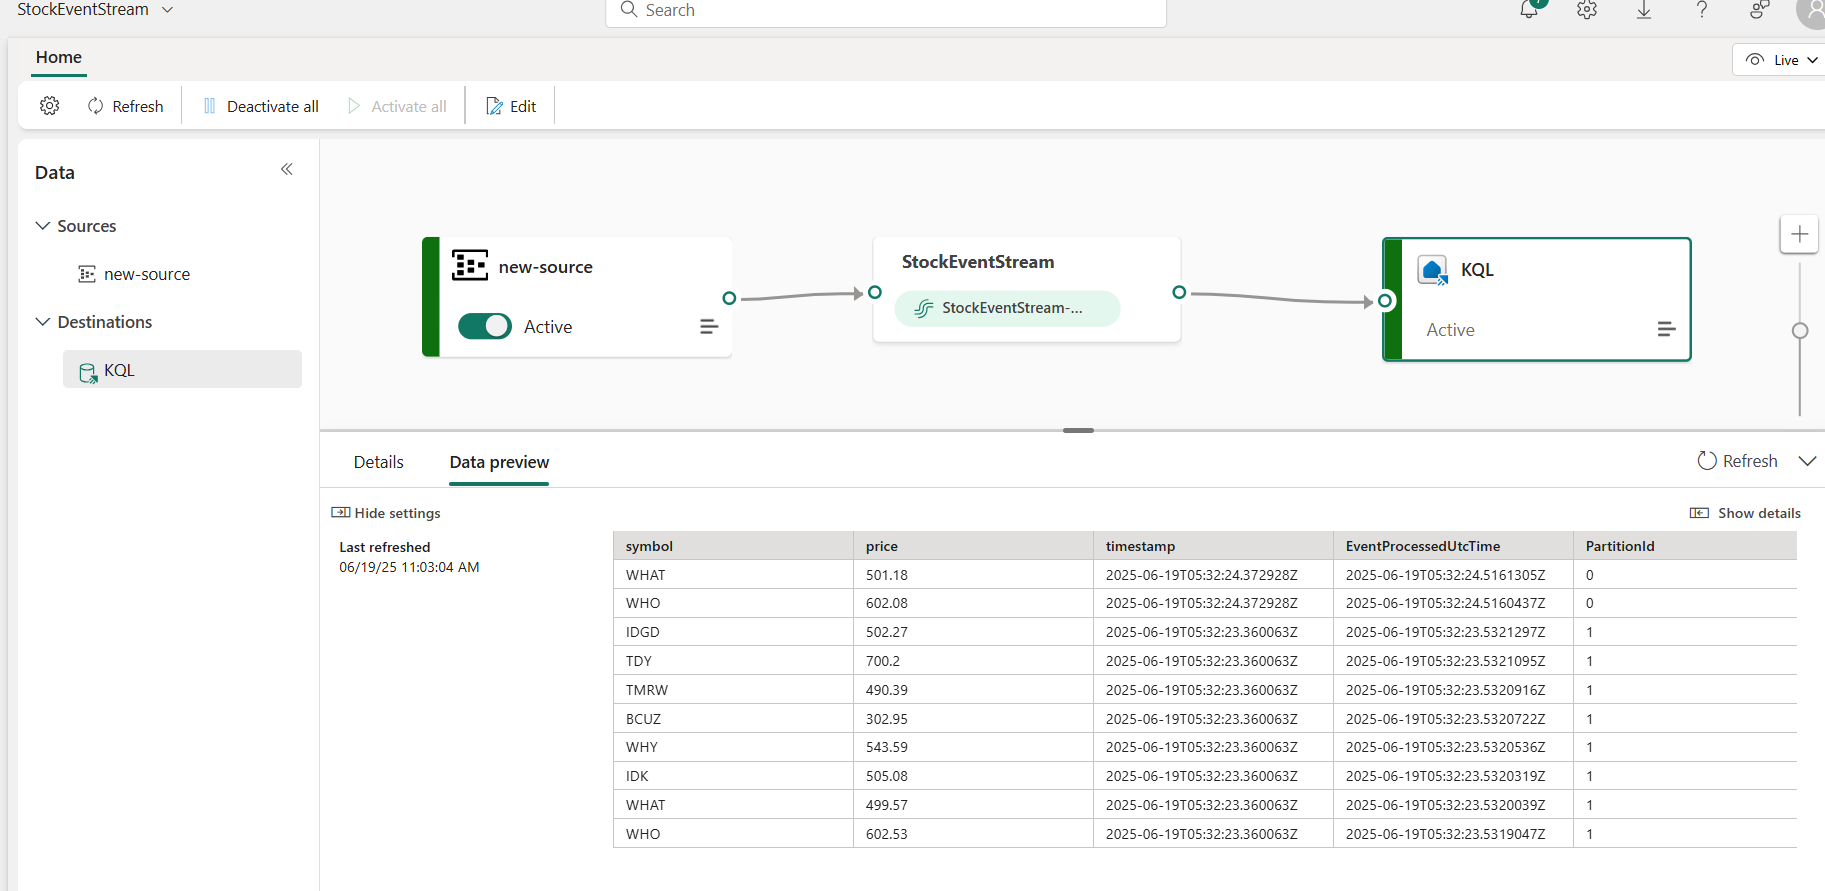 StockEventStream
Search
Home
Live
Refresh
Deactivate all
Activate all
Edit
Data
Sources
new-source
Destinations
KQL
new-source
Active
StockEventStream
StockEventStream-...
KQL
Active
Details
Data preview
Refresh
Hide settings
Show details
Last refreshed
06/19/25 11:03:04 AM
symbol price timestamp EventProcessedUtcTime PartitionId
WHAT 501.18 2025-06-19T05:32:24.372928Z 2025-06-19T05:32:24.5161305Z 0
WHO 602.08 2025-06-19T05:32:24.372928Z 2025-06-19T05:32:24.5160437Z 0
IDGD 502.27 2025-06-19T05:32:23.360063Z 2025-06-19T05:32:23.5321297Z 1
TDY 700.2 2025-06-19T05:32:23.360063Z 2025-06-19T05:32:23.5321095Z 1
TMRW 490.39 2025-06-19T05:32:23.360063Z 2025-06-19T05:32:23.5320916Z 1
BCUZ 302.95 2025-06-19T05:32:23.360063Z 2025-06-19T05:32:23.5320722Z 1
WHY 543.59 2025-06-19T05:32:23.360063Z 2025-06-19T05:32:23.5320536Z 1
IDK 505.08 2025-06-19T05:32:23.360063Z 2025-06-19T05:32:23.5320319Z 1
WHAT 499.57 2025-06-19T05:32:23.360063Z 2025-06-19T05:32:23.5320039Z 1
WHO 602.53 2025-06-19T05:32:23.360063Z 2025-06-19T05:32:23.5319047Z 1